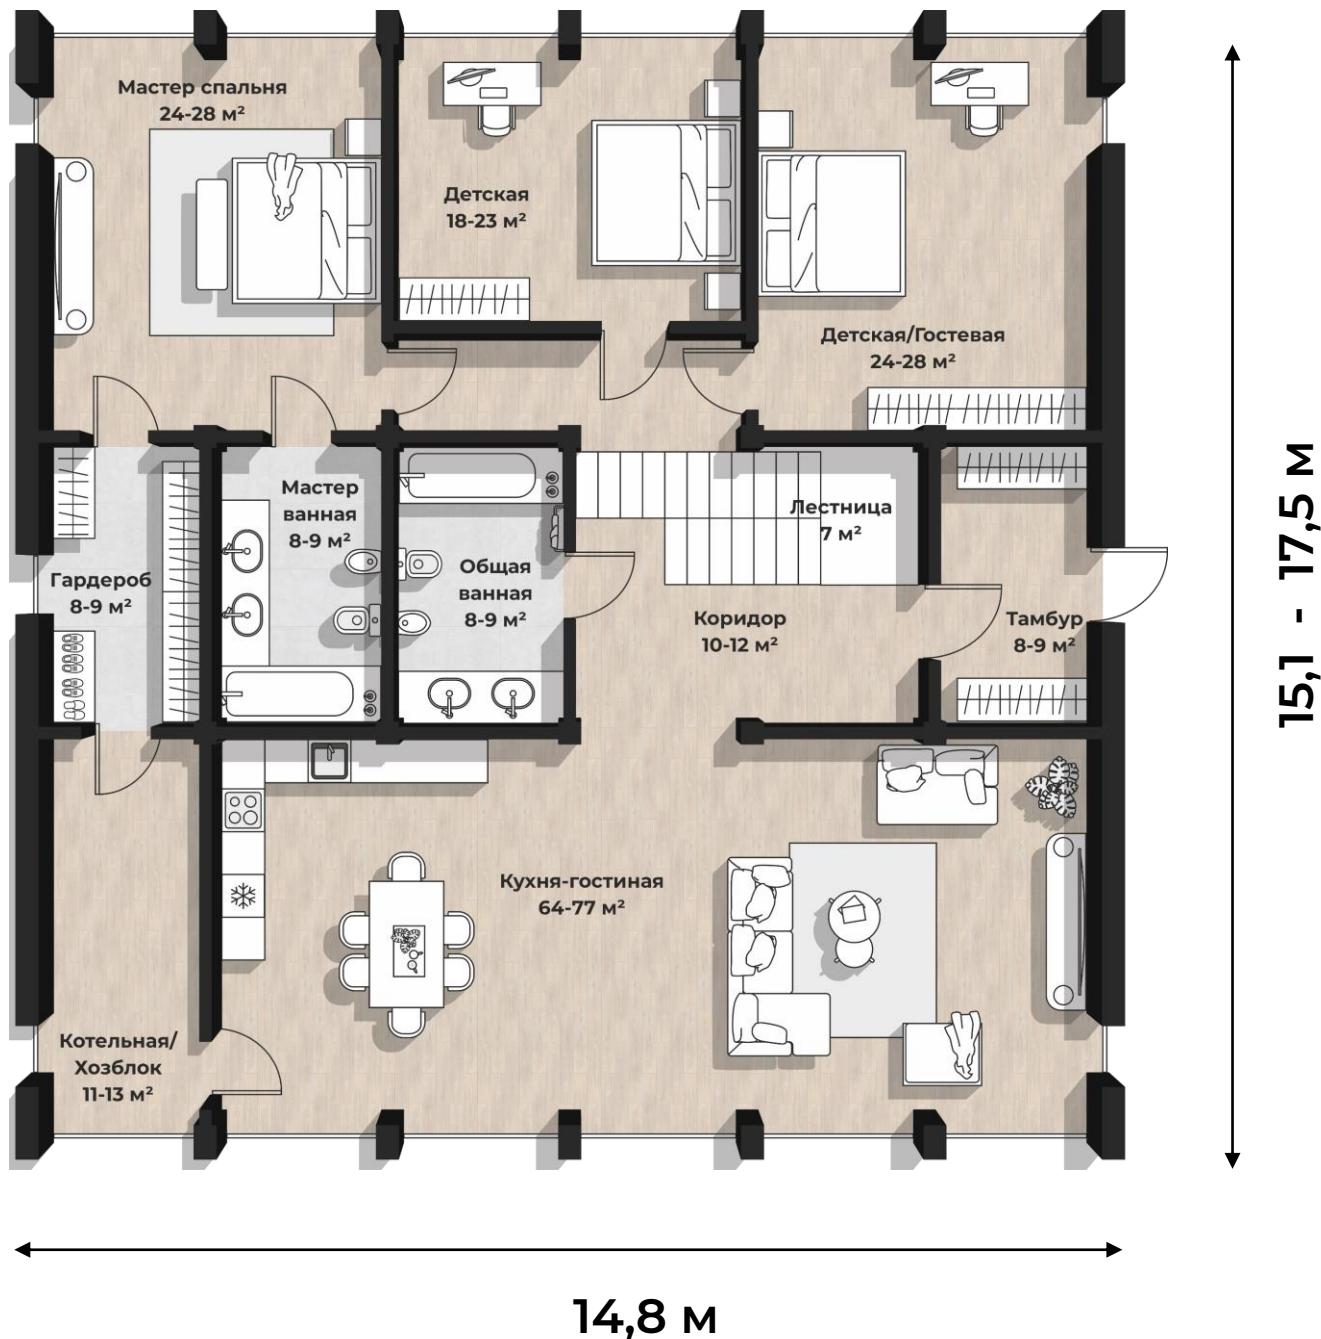 Мастер спальня
24-28 м²
Детская
18-23 м²
Детская/Гостевая
24-28 м²
Мастер
ванная
8-9 м²
Лестница
7 м²
Гардероб
8-9 м²
Общая
ванная
8-9 м²
Коридор
10-12 м²
Тамбур
8-9 м²
Кухня-гостиная
64-77 м²
Котельная/
Хозблок
11-13 м²
15,1 - 17,5 м
14,8 м